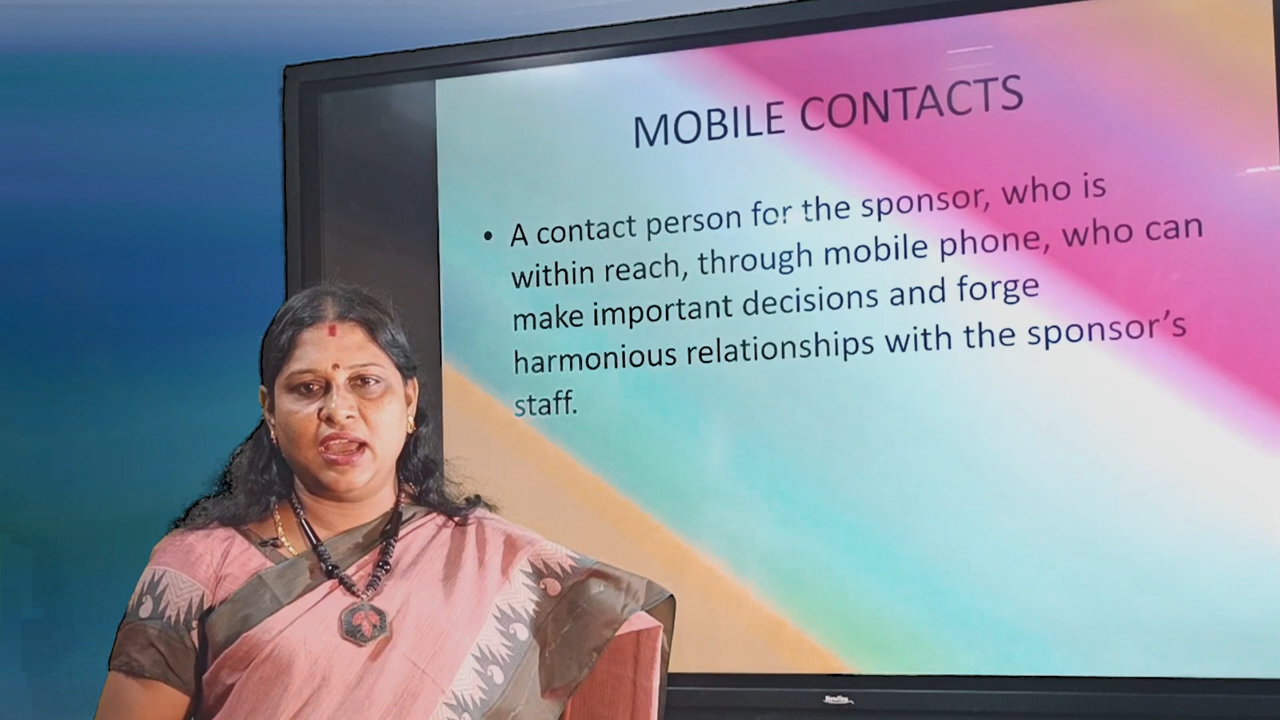 MOBILE CONTACTS
• A contact person for the sponsor, who is
within reach, through mobile phone, who can
make important decisions and forge
harmonious relationships with the sponsor's
staff.